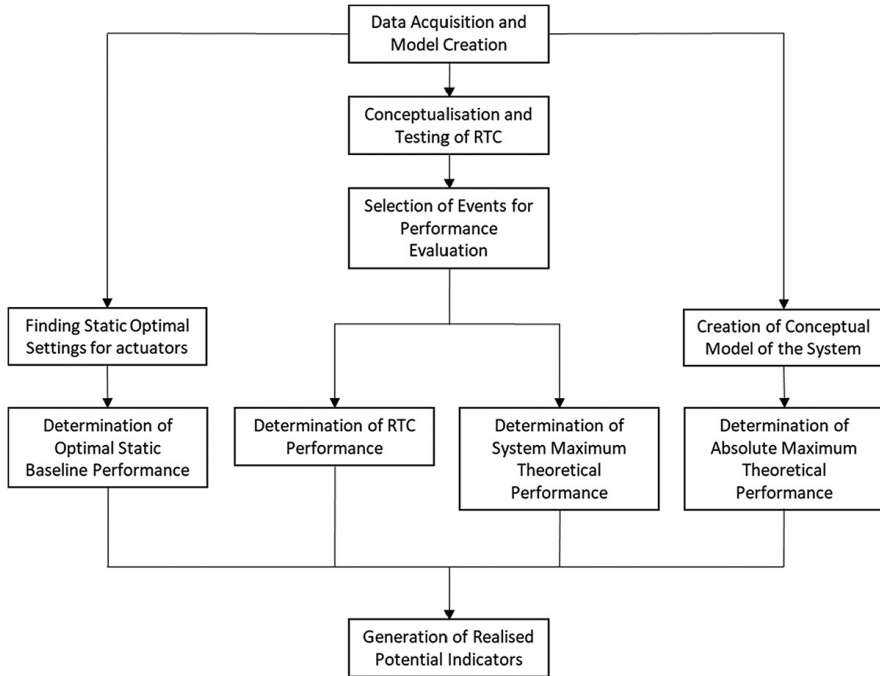 Data Acquisition and
Model Creation
Conceptualisation and
Testing of RTC
Selection of Events for
Performance
Evaluation
Finding Static Optimal
Settings for actuators
Creation of Conceptual
Model of the System
Determination of
Optimal Static
Baseline Performance
Determination of RTC
Performance
Determination of
System Maximum
Theoretical
Performance
Determination of
Absolute Maximum
Theoretical
Performance
Generation of Realised
Potential Indicators